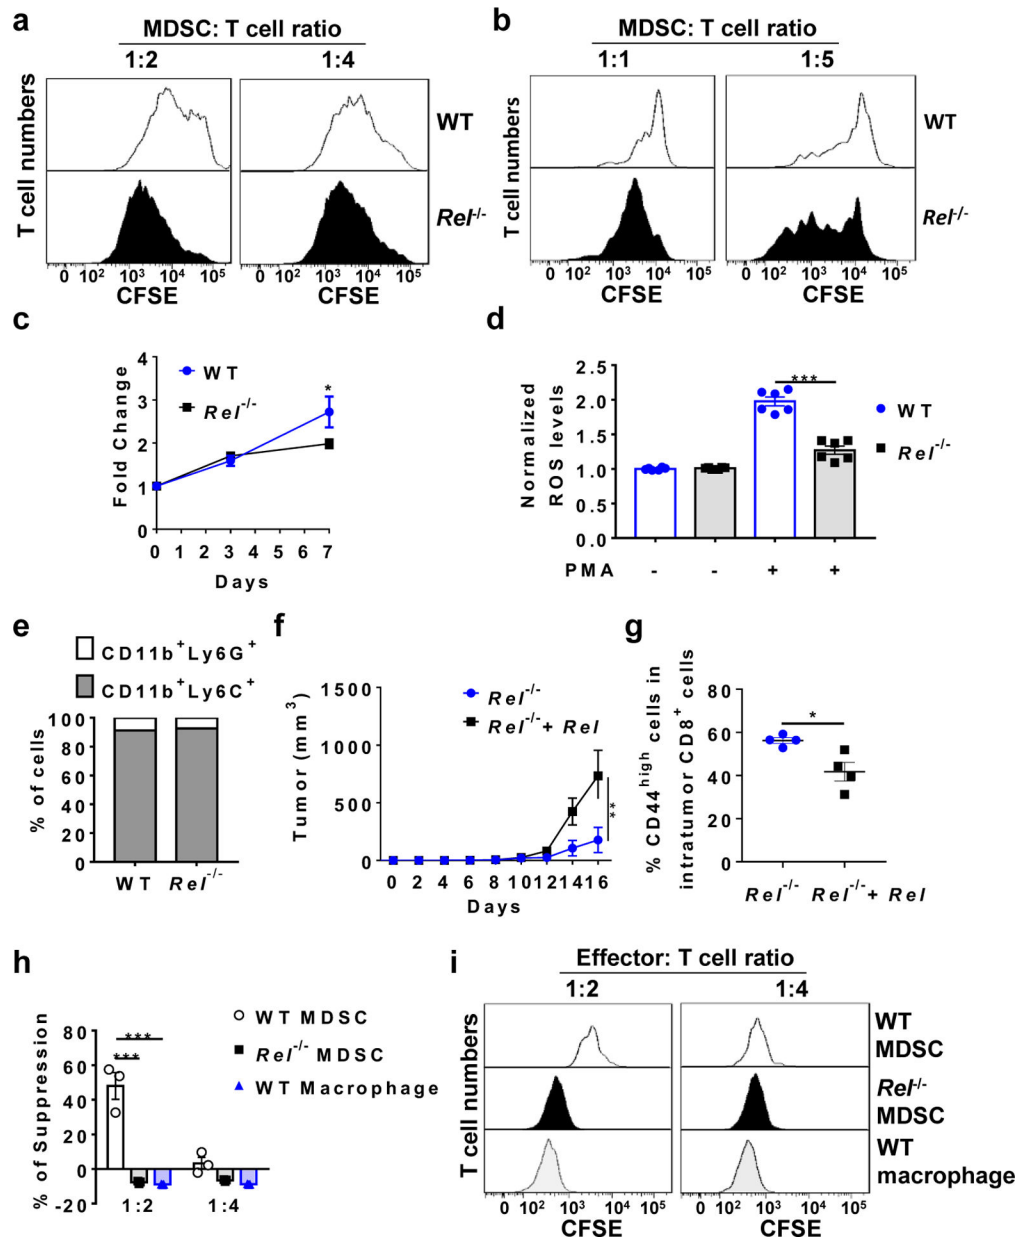 a
MDSC: T cell ratio
1:2 1:4
T cell numbers
WT
Rel-/-
0 10² 10³ 10⁴ 10⁵ 0 10² 10³ 10⁴ 10⁵
CFSE CFSE
b
MDSC: T cell ratio
1:1 1:5
T cell numbers
WT
Rel-/-
0 10³ 10⁴ 10⁵ 0 10² 10³ 10⁴ 10⁵
CFSE CFSE
c
Fold Change
4
3
2
1
0
WT
Rel-/-
*
0 1 2 3 4 5 6 7
Days
d
Normalized
ROS levels
2.5
2.0
1.5
1.0
0.5
0.0
***
WT
Rel-/-
PMA - - + +
e
CD11b+Ly6G+
CD11b+Ly6C+
% of cells
100
80
60
40
20
0
WT Rel-/-
f
Tumor (mm³)
1500
1000
500
0
Rel-/-
Rel-/-+ Rel
**
0 2 4 6 8 10 12 14 16
Days
g
% CD44high cells in
intratumor CD8+ cells
80
60
40
20
0
*
Rel-/- Rel-/-+ Rel
h
% of Suppression
80
60
40
20
0
-20
***
***
WT MDSC
Rel-/- MDSC
WT Macrophage
1:2 1:4
i
Effector: T cell ratio
1:2 1:4
T cell numbers
WT
MDSC
Rel-/-
MDSC
WT
macrophage
0 10² 10³ 10⁴ 10⁵ 0 10² 10³ 10⁴ 10⁵
CFSE CFSE